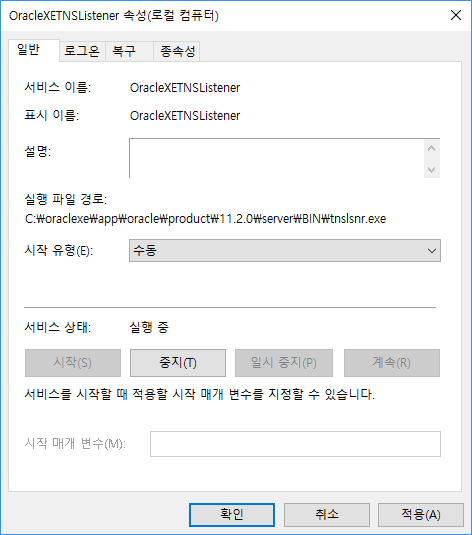 OracleXETNSListener 속성(로컬 컴퓨터)
일반 로그온 복구 종속성
서비스 이름: OracleXETNSListener
표시 이름: OracleXETNSListener
설명:
실행 파일 경로:
C:₩oraclexe₩app₩oracle₩product₩11.2.0₩server₩BIN₩tnslsnr.exe
시작 유형(E): 수동
서비스 상태: 실행 중
시작(S) 중지(T) 일시 중지(P) 계속(R)
서비스를 시작할 때 적용할 시작 매개 변수를 지정할 수 있습니다.
시작 매개 변수(M):
확인 취소 적용(A)